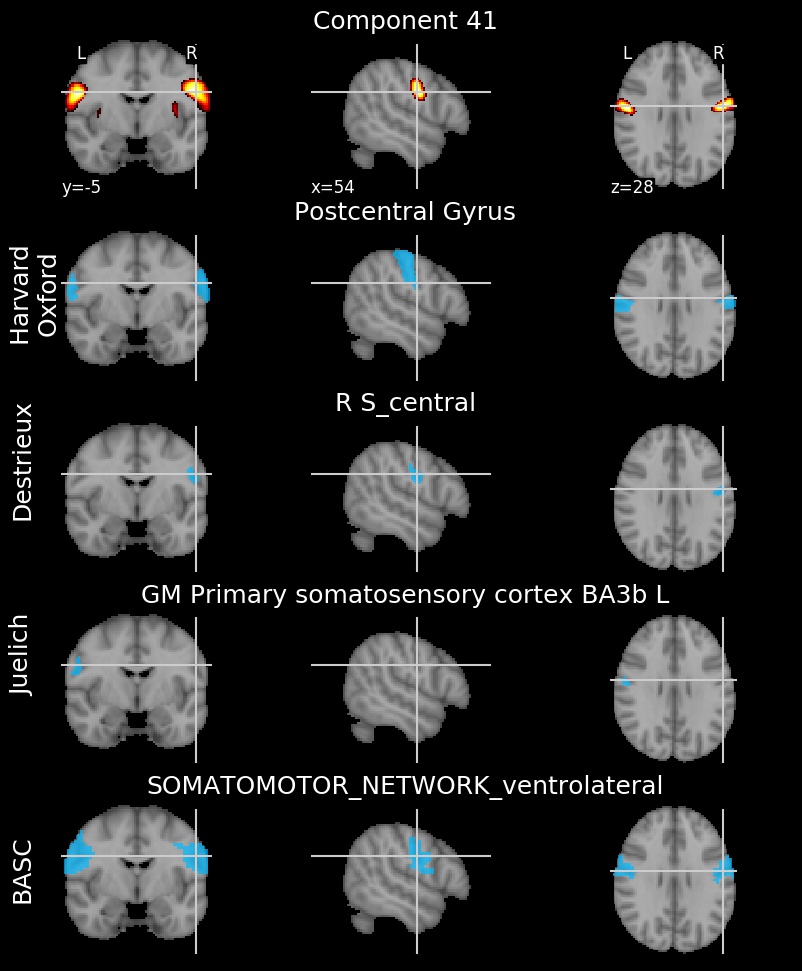 Component 41
L R
L R
y=-5 x=54 z=28
Postcentral Gyrus
Harvard
Oxford
R S_central
Destrieux
GM Primary somatosensory cortex BA3b L
Juelich
SOMATOMOTOR_NETWORK_ventrolateral
BASC